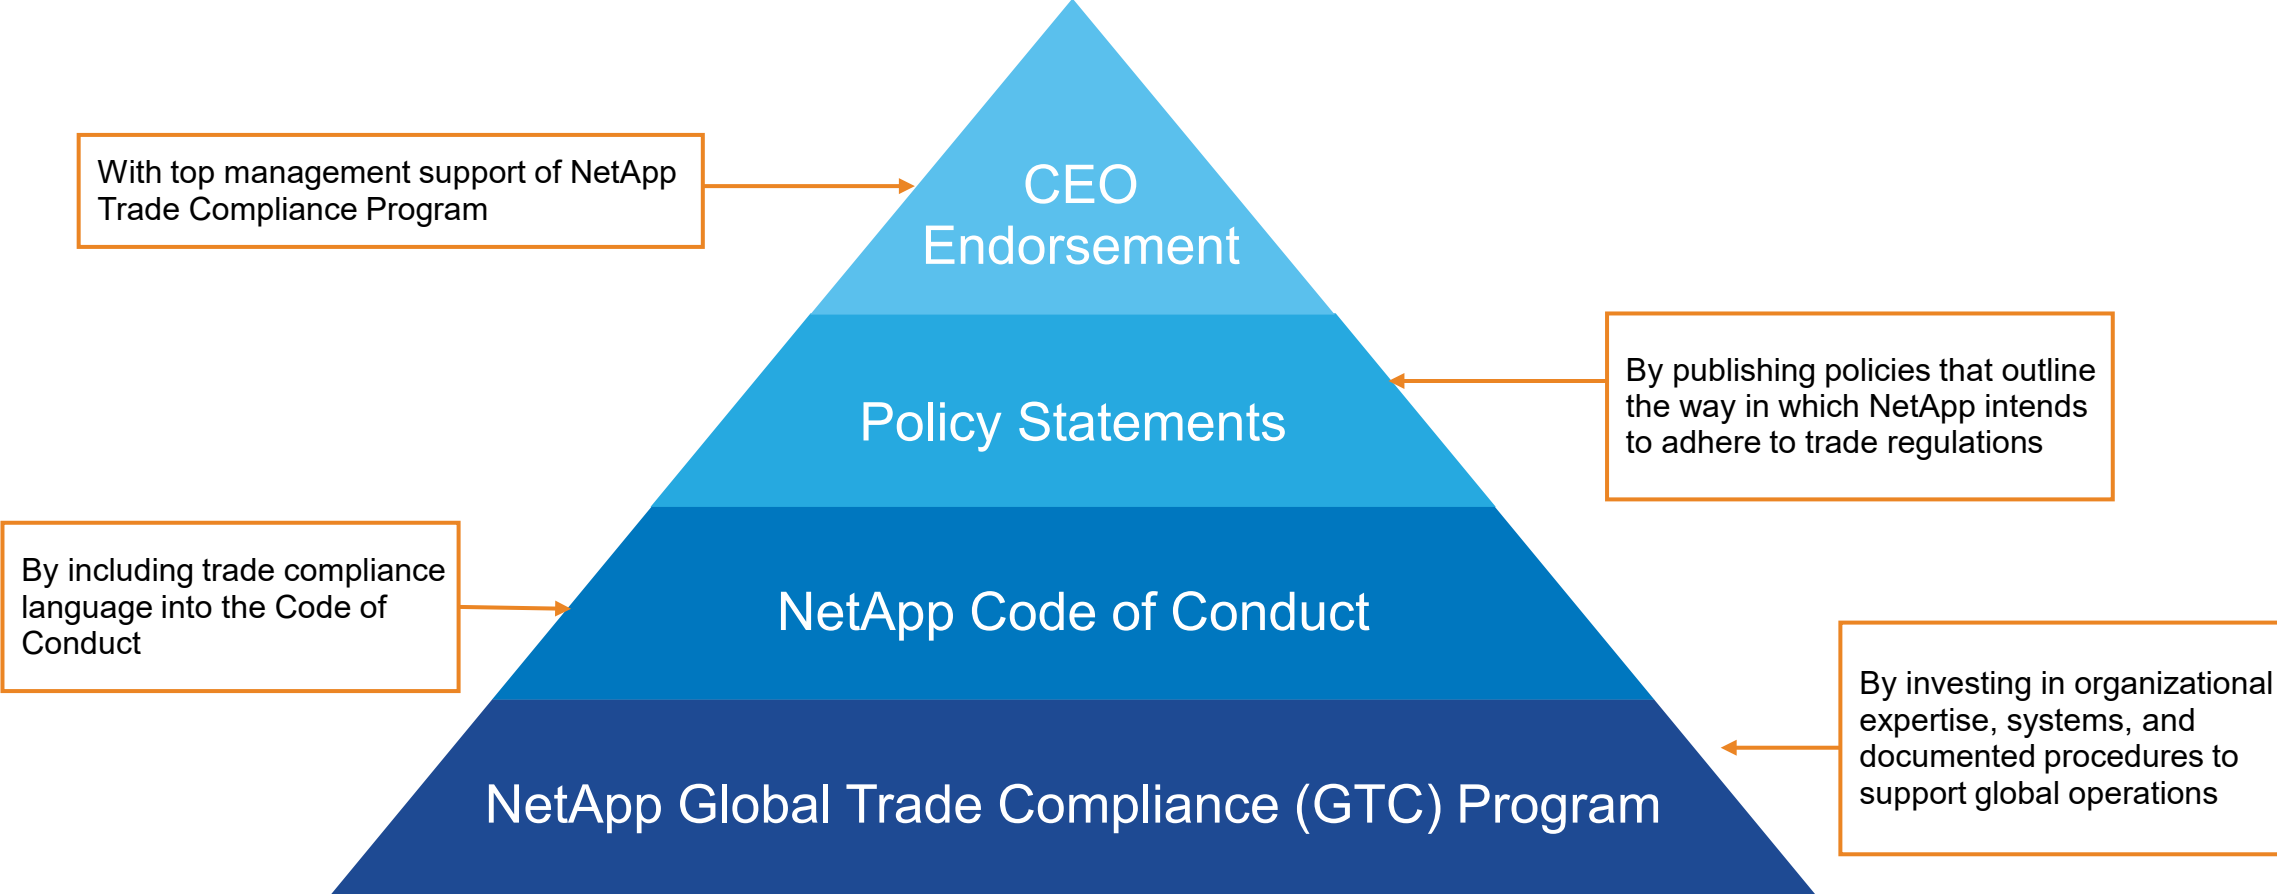 With top management support of NetApp
Trade Compliance Program
CEO
Endorsement
By publishing policies that outline
the way in which NetApp intends
to adhere to trade regulations
Policy Statements
By including trade compliance
language into the Code of
Conduct
NetApp Code of Conduct
By investing in organizational
expertise, systems, and
documented procedures to
support global operations
NetApp Global Trade Compliance (GTC) Program